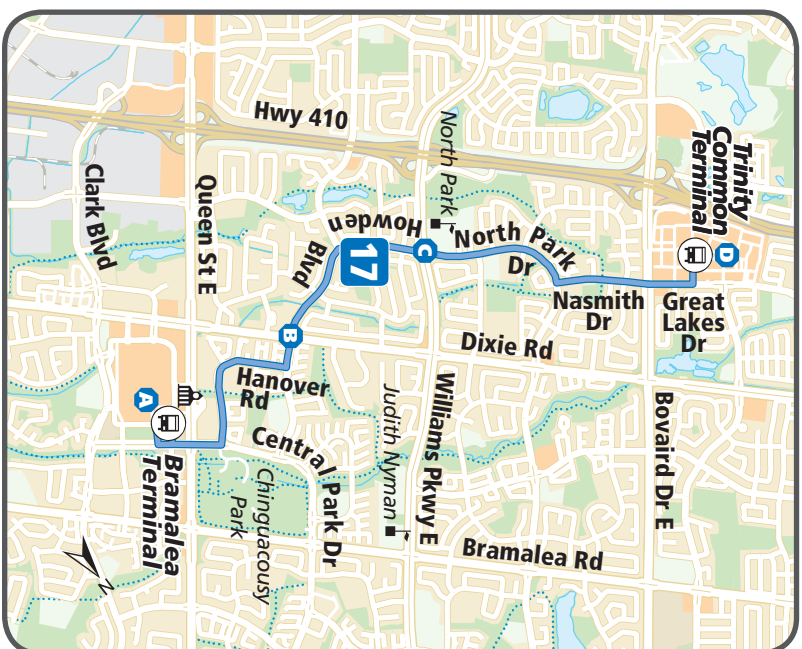 Hwy 410
North Park
Trinity
Common
Terminal
Clark Blvd
Queen St E
Howden
Blvd
17
C
North Park
Dr
D
Nasmith
Dr
Great
Lakes
Dr
B
Dixie Rd
Hanover
Rd
A
Judith Nyman
Williams Pkwy E
Bovaird Dr E
Central Park Dr
Chinguacousy
Park
Bramalea
Terminal
Bramalea Rd
N